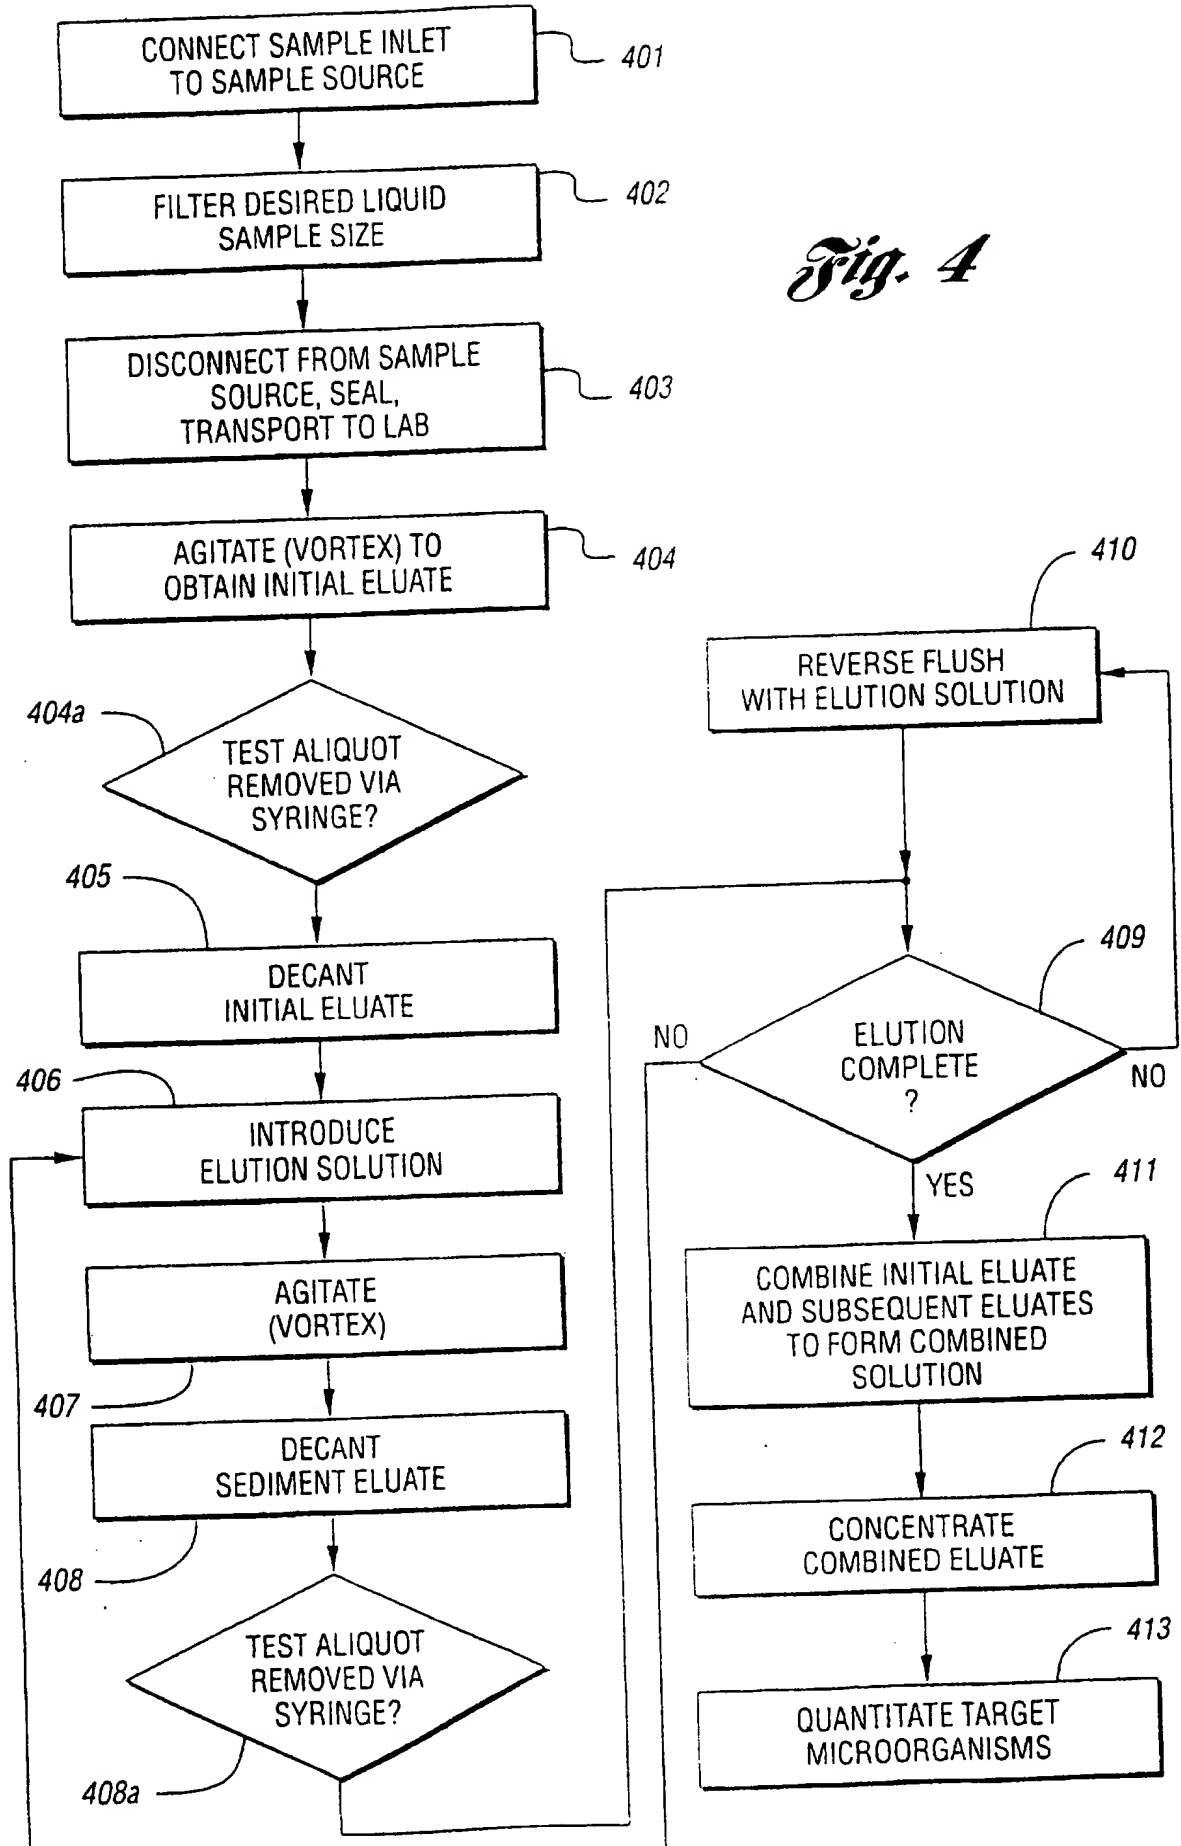 CONNECT SAMPLE INLET
TO SAMPLE SOURCE
401
FILTER DESIRED LIQUID
SAMPLE SIZE
402
Fig. 4
DISCONNECT FROM SAMPLE
SOURCE, SEAL,
TRANSPORT TO LAB
403
AGITATE (VORTEX) TO
OBTAIN INITIAL ELUATE
404
404a
TEST ALIQUOT
REMOVED VIA
SYRINGE?
405
DECANT
INITIAL ELUATE
406
INTRODUCE
ELUTION SOLUTION
AGITATE
(VORTEX)
407
DECANT
SEDIMENT ELUATE
408
TEST ALIQUOT
REMOVED VIA
SYRINGE?
408a
410
REVERSE FLUSH
WITH ELUTION SOLUTION
409
NO
ELUTION
COMPLETE
?
NO
YES
411
COMBINE INITIAL ELUATE
AND SUBSEQUENT ELUATES
TO FORM COMBINED
SOLUTION
412
CONCENTRATE
COMBINED ELUATE
413
QUANTITATE TARGET
MICROORGANISMS